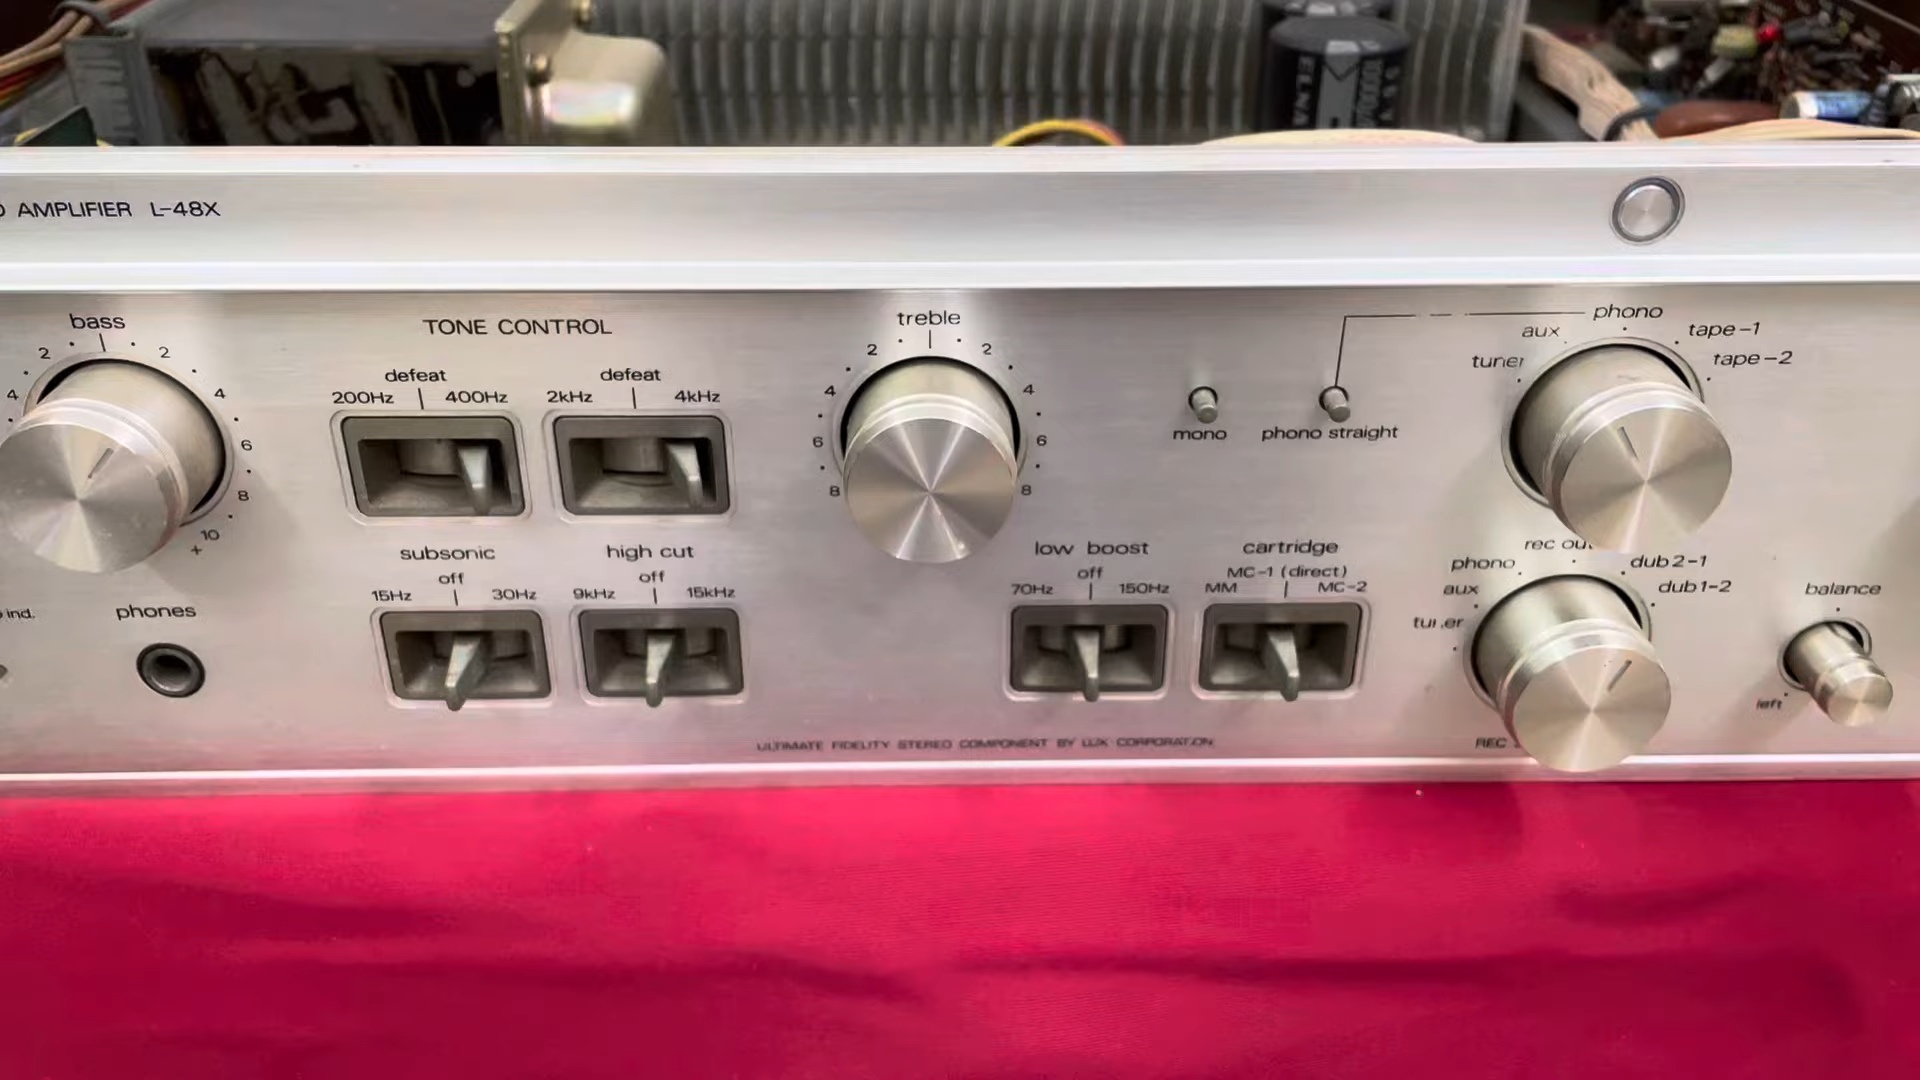 ELNA
10000
AMPLIFIER L-48X
bass
2 2
4 4
6
8
10
+
TONE CONTROL
defeat
200Hz 400Hz
defeat
2kHz 4kHz
treble
2 2
4 4
6 6
8 8
mono
phono straight
phono
aux
tuner
tape-1
tape-2
ind.
phones
subsonic
off
15Hz 30Hz
high cut
off
9kHz 15kHz
low boost
off
70Hz 150Hz
cartridge
MC-1 (direct)
MM MC-2
rec
phono
aux
dub 2-1
dub 1-2
balance
left
REC
ULTIMATE FIDELITY STEREO COMPONENT BY LUX CORPORATION